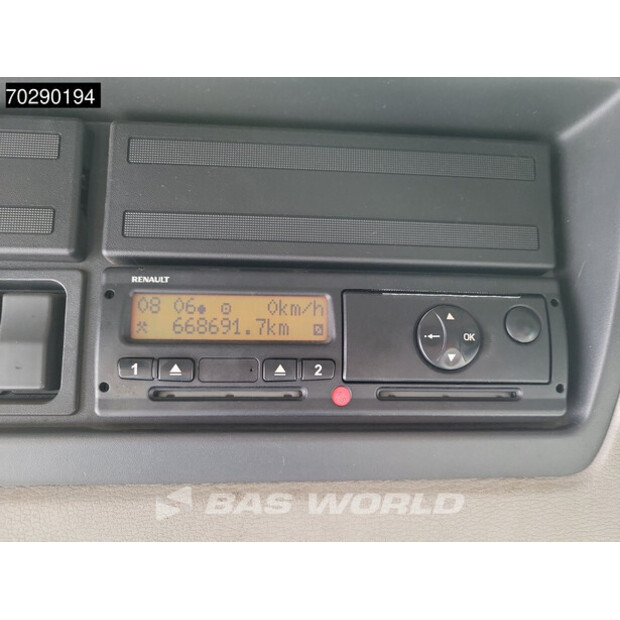 70290194
RENAULT
08 06 0km/h
668691.7km
1 2
OK
BAS WORLD